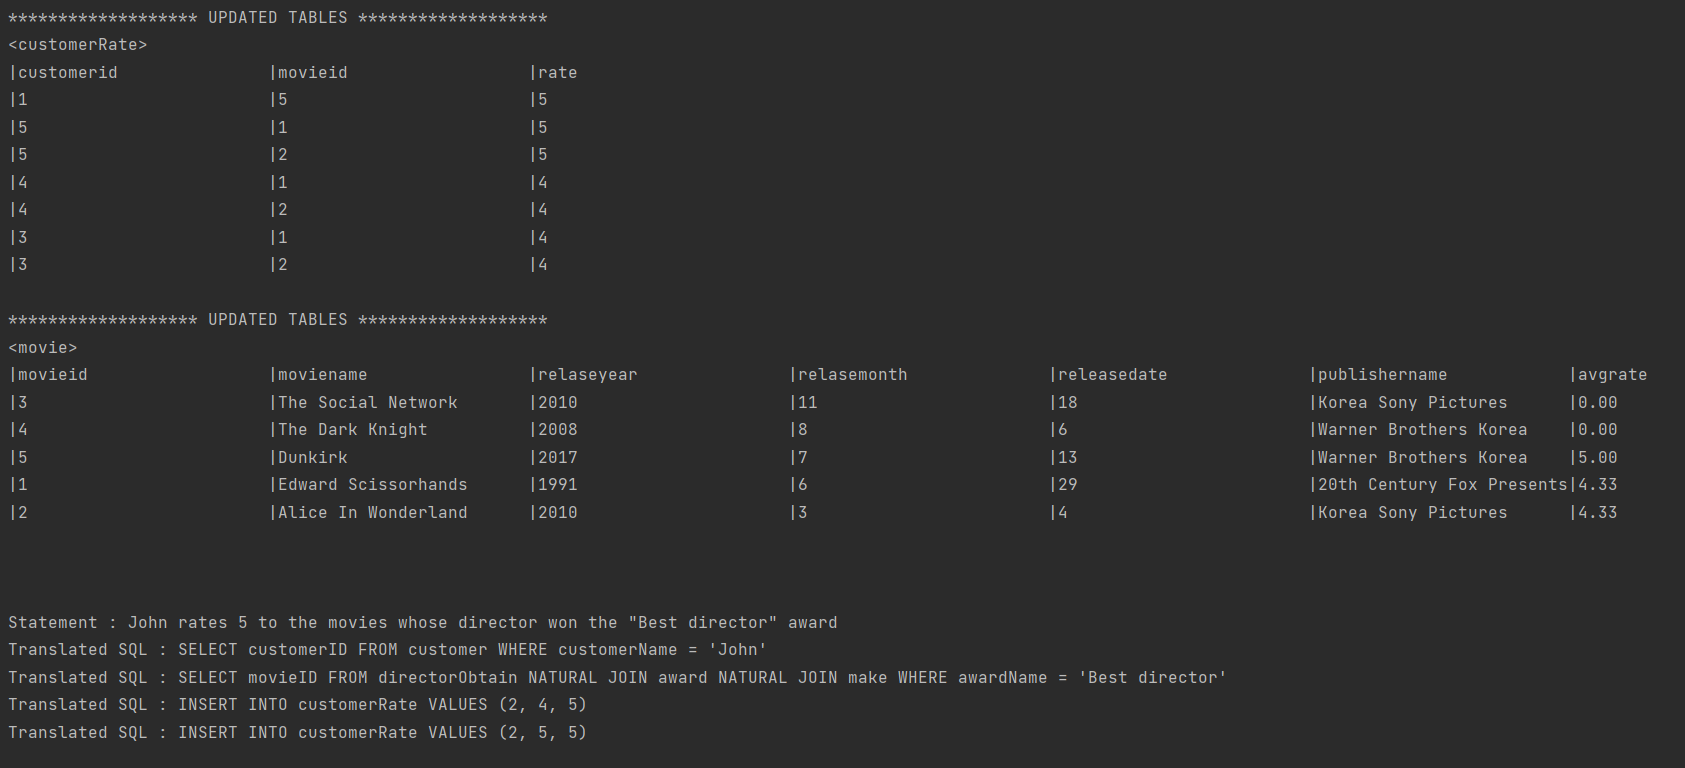 ******************* UPDATED TABLES *******************
<customerRate>
|customerid |movieid |rate
|1 |5 |5
|5 |1 |5
|5 |2 |5
|4 |1 |4
|4 |2 |4
|3 |1 |4
|3 |2 |4
******************* UPDATED TABLES *******************
<movie>
|movieid |moviename |relaseyear |relasemonth |releasedate |publishername |avgrate
|3 |The Social Network |2010 |11 |18 |Korea Sony Pictures |0.00
|4 |The Dark Knight |2008 |8 |6 |Warner Brothers Korea |0.00
|5 |Dunkirk |2017 |7 |13 |Warner Brothers Korea |5.00
|1 |Edward Scissorhands |1991 |6 |29 |20th Century Fox Presents|4.33
|2 |Alice In Wonderland |2010 |3 |4 |Korea Sony Pictures |4.33
Statement : John rates 5 to the movies whose director won the "Best director" award
Translated SQL : SELECT customerID FROM customer WHERE customerName = 'John'
Translated SQL : SELECT movieID FROM directorObtain NATURAL JOIN award NATURAL JOIN make WHERE awardName = 'Best director'
Translated SQL : INSERT INTO customerRate VALUES (2, 4, 5)
Translated SQL : INSERT INTO customerRate VALUES (2, 5, 5)